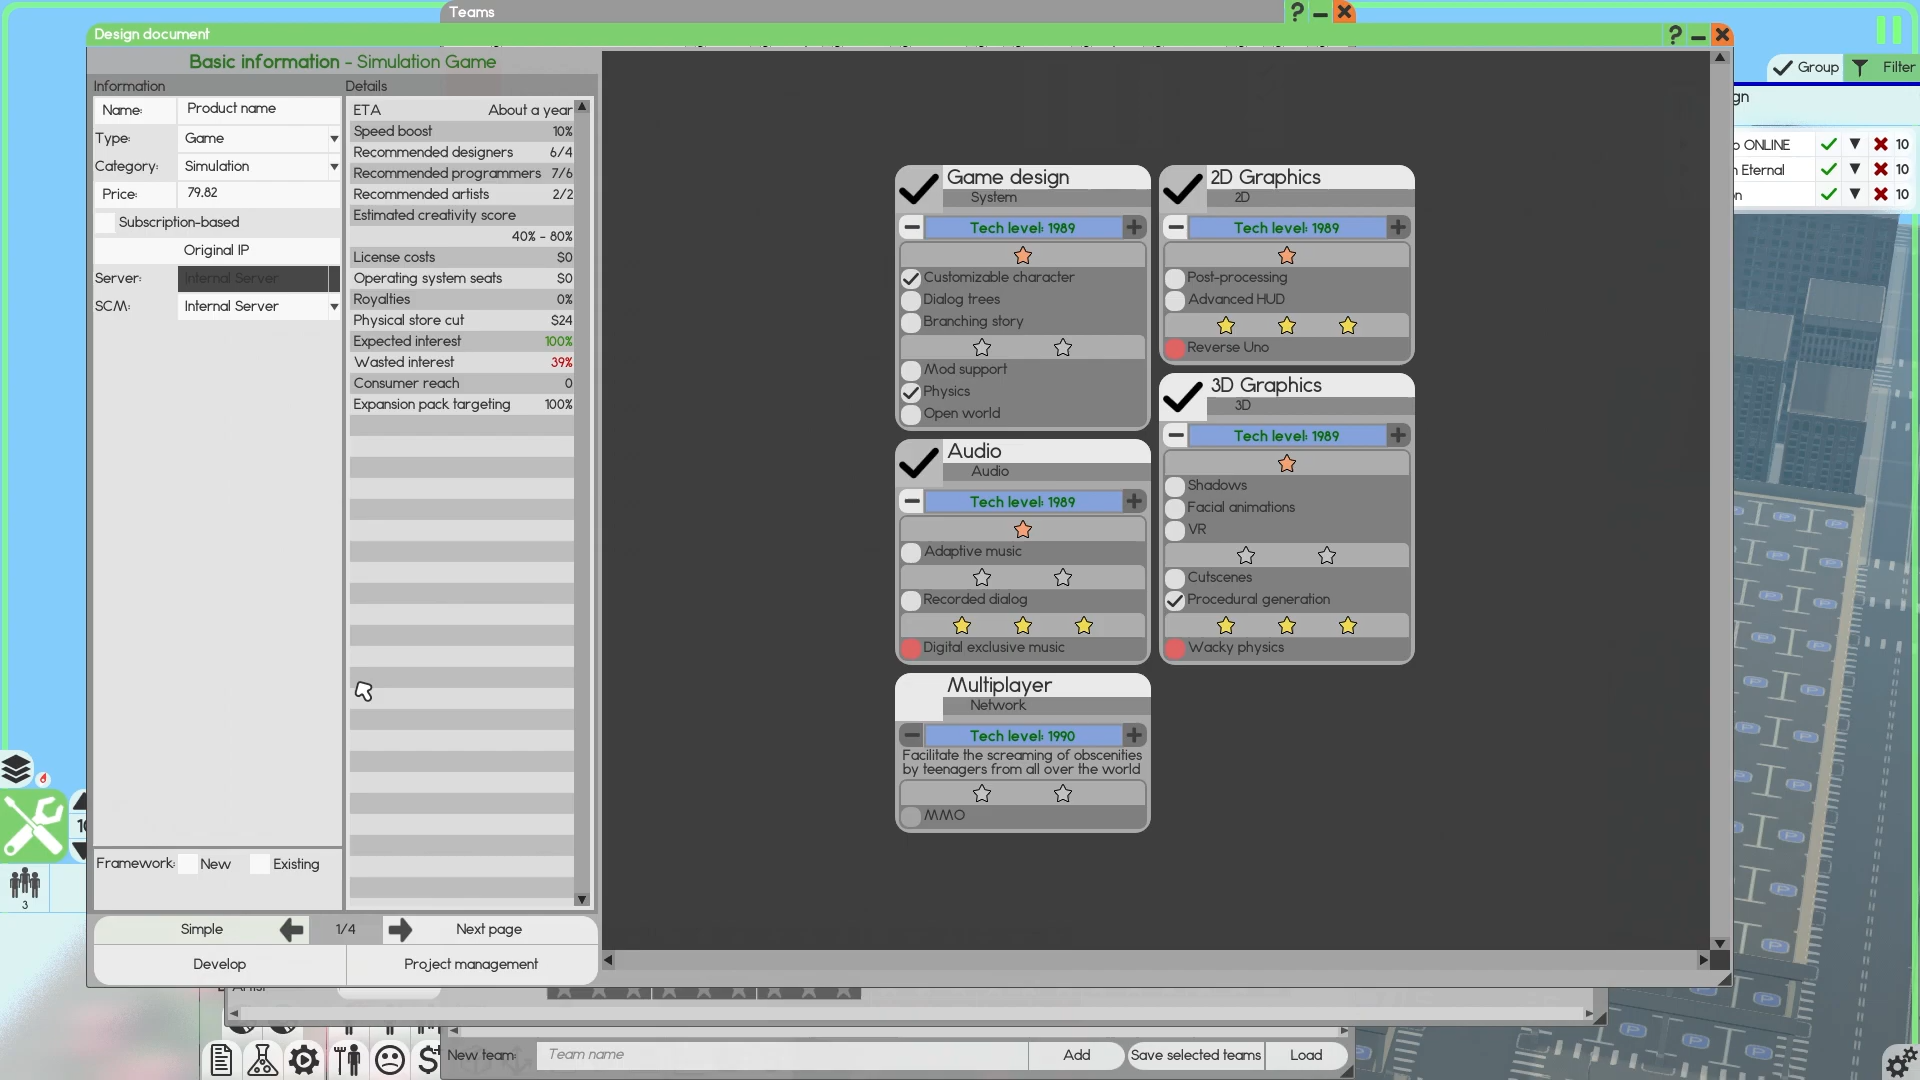 Teams
Design document
Group
Filter
Basic information - Simulation Game
Information
Name: Product name
Type: Game
Category: Simulation
Price: 79.82
Subscription-based
Original IP
Server: Internal Server
SCM: Internal Server
Details
ETA About a year
Speed boost 10%
Recommended designers 6/4
Recommended programmers 7/6
Recommended artists 2/2
Estimated creativity score
40% - 80%
License costs $0
Operating system seats $0
Royalties 0%
Physical store cut $24
Expected interest 100%
Wasted interest 39%
Consumer reach 0
Expansion pack targeting 100%
Game design
System
Tech level: 1989
Customizable character
Dialog trees
Branching story
Mod support
Physics
Open world
Audio
Audio
Tech level: 1989
Adaptive music
Recorded dialog
Digital exclusive music
Multiplayer
Network
Tech level: 1990
Facilitate the screaming of obscenities
by teenagers from all over the world
MMO
2D Graphics
2D
Tech level: 1989
Post-processing
Advanced HUD
Reverse Uno
3D Graphics
3D
Tech level: 1989
Shadows
Facial animations
VR
Cutscenes
Procedural generation
Wacky physics
ONLINE 10
Eternal 10
10
Framework: New Existing
3
Simple 1/4 Next page
Develop Project management
New team: Team name Add Save selected teams Load